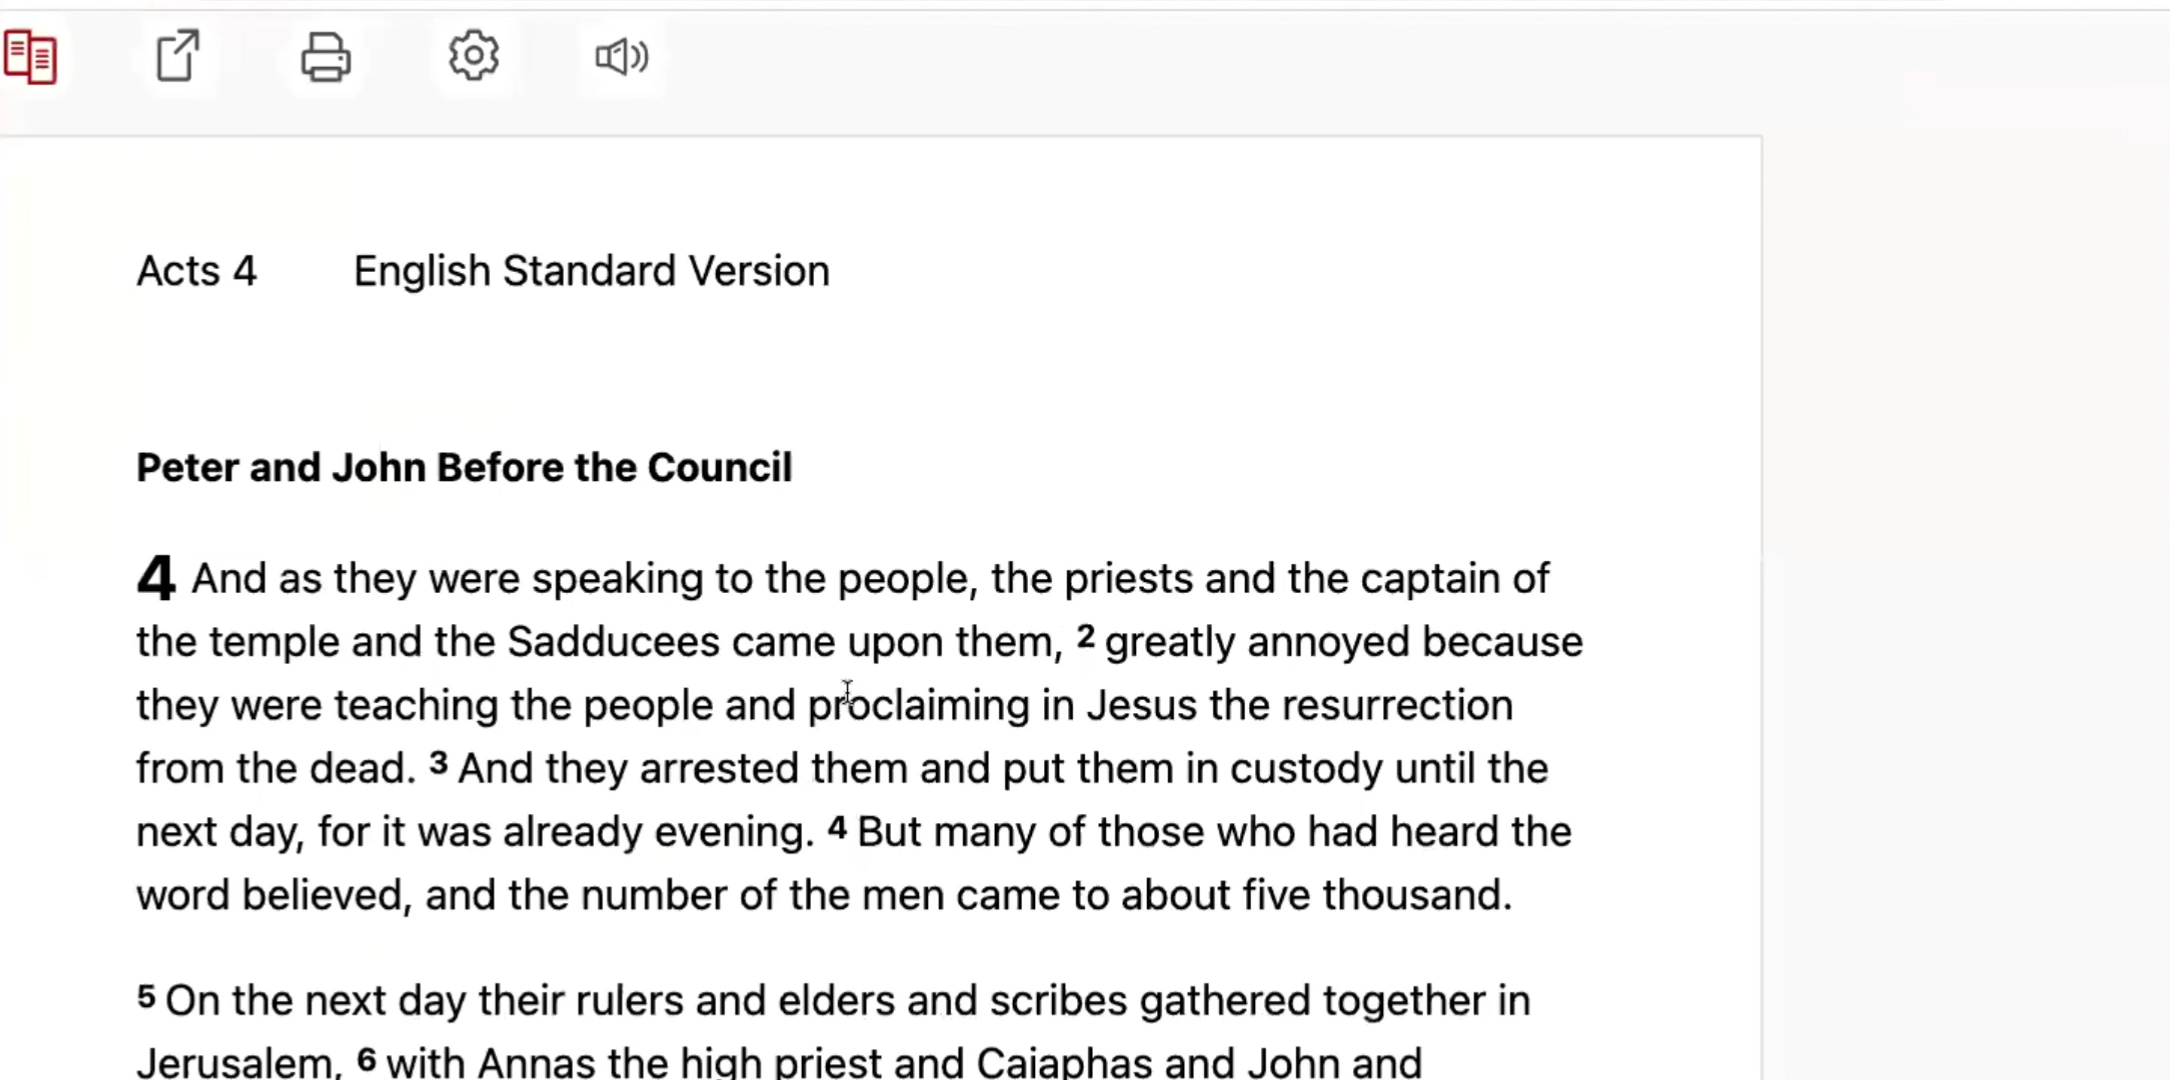 Acts 4 English Standard Version
Peter and John Before the Council
4 And as they were speaking to the people, the priests and the captain of
the temple and the Sadducees came upon them, 2 greatly annoyed because
they were teaching the people and proclaiming in Jesus the resurrection
from the dead. 3 And they arrested them and put them in custody until the
next day, for it was already evening. 4 But many of those who had heard the
word believed, and the number of the men came to about five thousand.
5 On the next day their rulers and elders and scribes gathered together in
Jerusalem, 6 with Annas the high priest and Caiaphas and John and